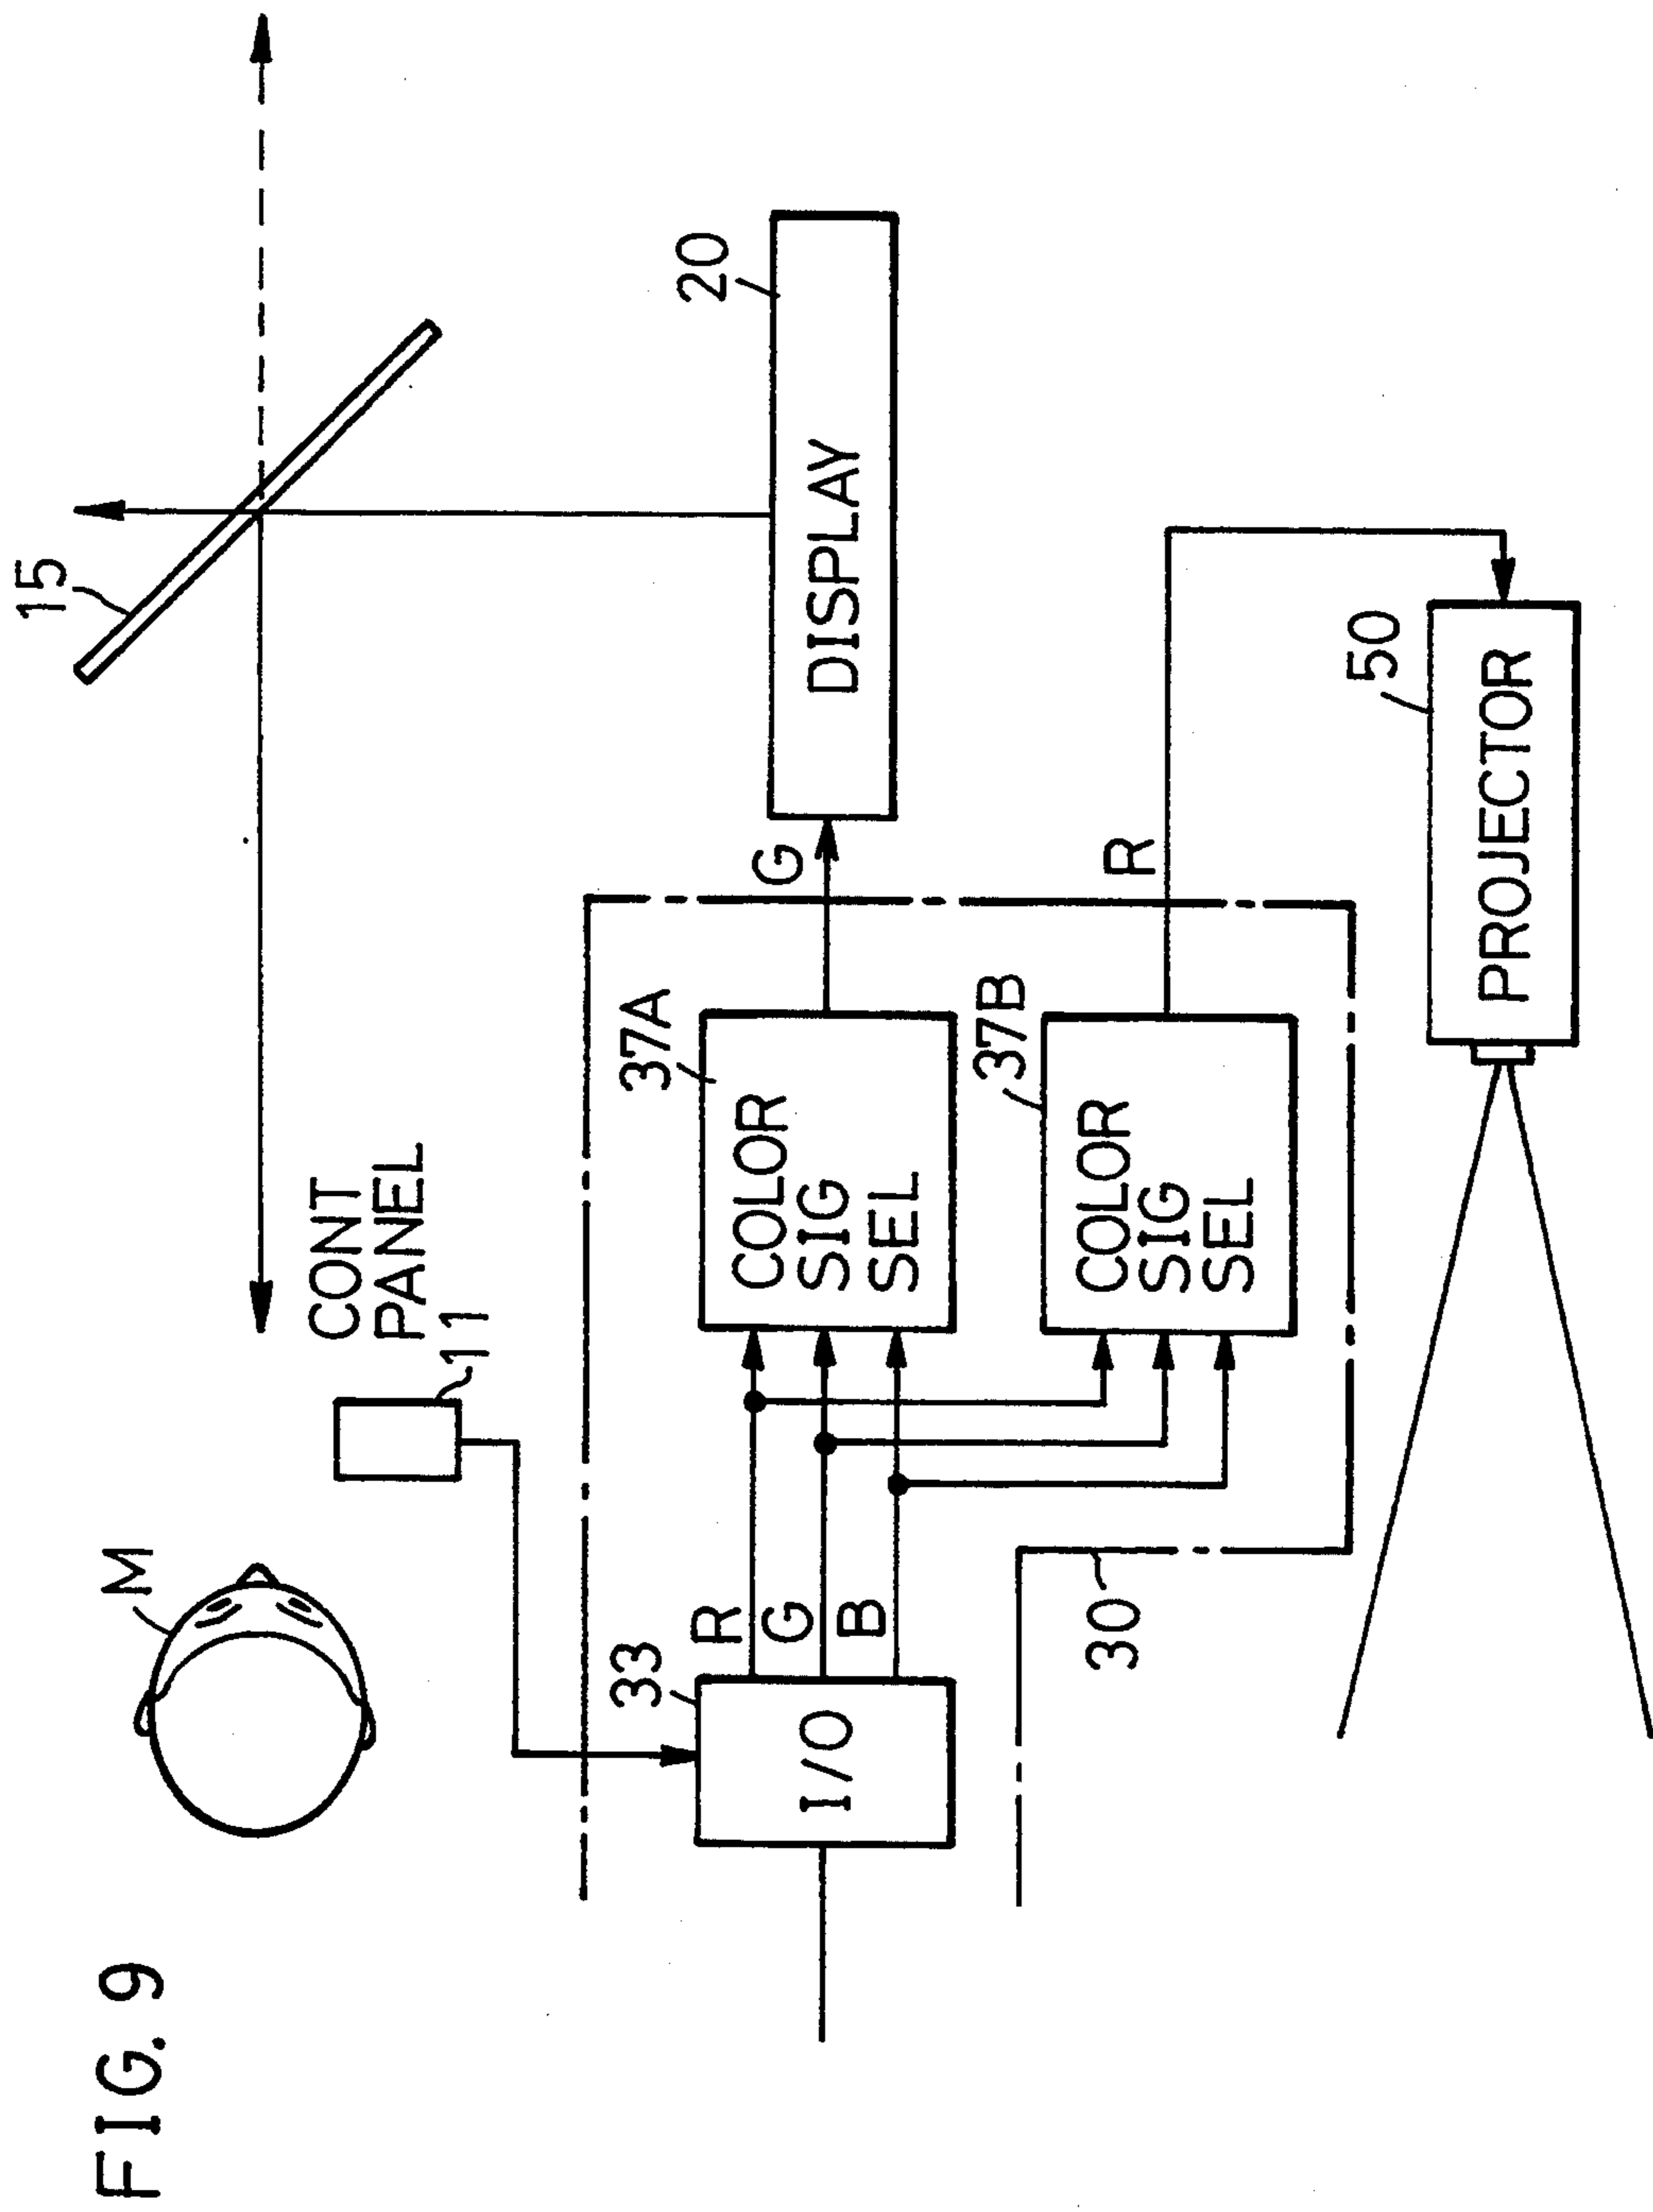 FIG. 9
M
CONT
PANEL
11
15
33
I/O
R
G
B
37A
COLOR
SIG
SEL
G
20
DISPLAY
37B
COLOR
SIG
SEL
R
30
50
PROJECTOR